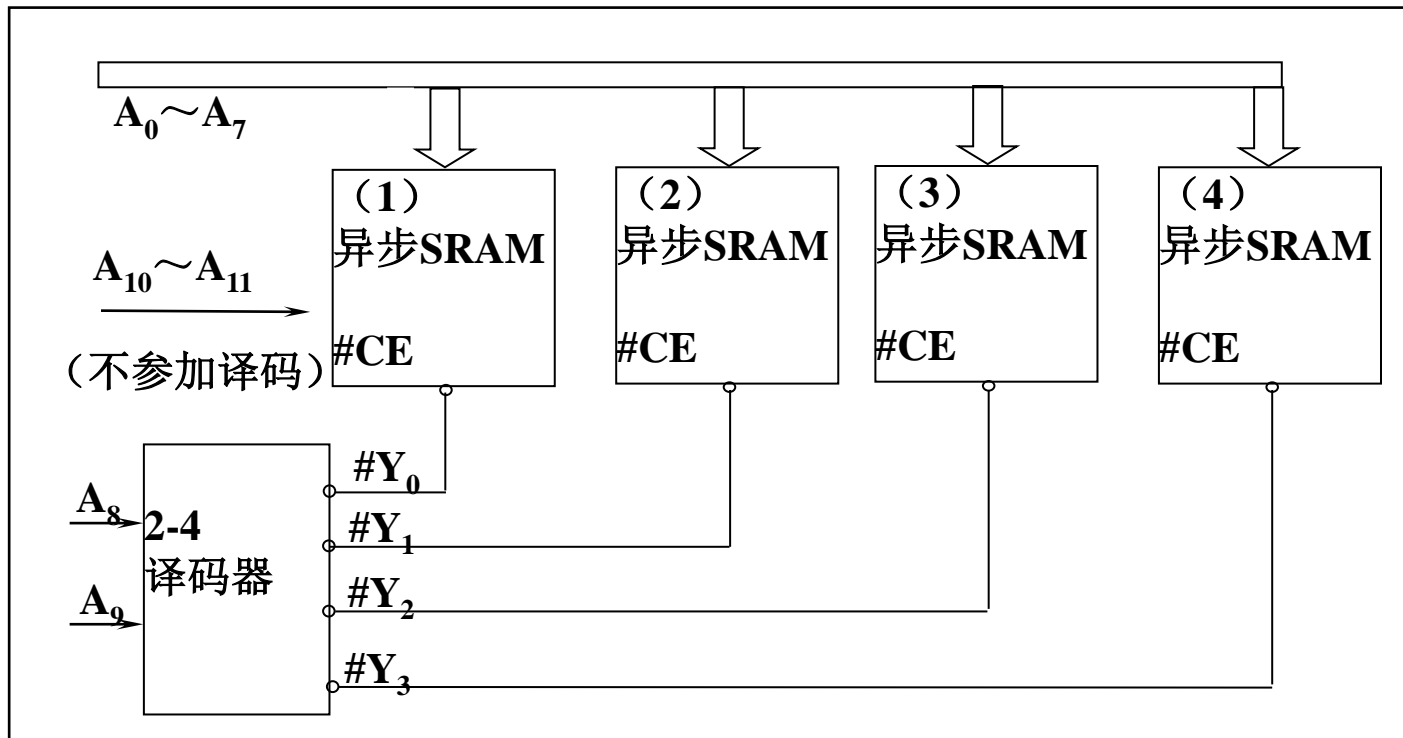 A0～A7
（1）
异步SRAM
#CE
（2）
异步SRAM
#CE
（3）
异步SRAM
#CE
（4）
异步SRAM
#CE
A10～A11
（不参加译码）
A8
A9
2-4
译码器
#Y0
#Y1
#Y2
#Y3